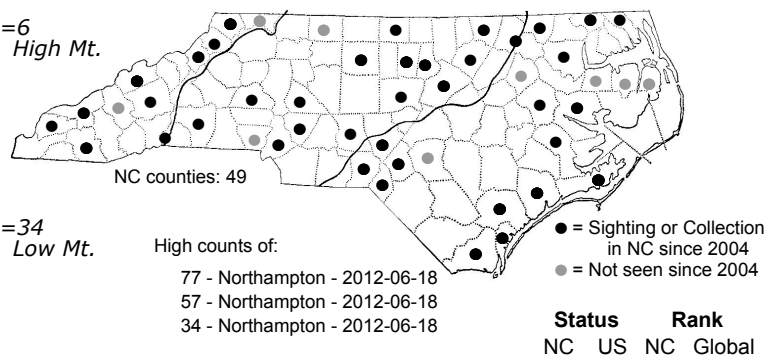 =6
High Mt.
NC counties: 49
=34
Low Mt.
High counts of:
77 - Northampton - 2012-06-18
57 - Northampton - 2012-06-18
34 - Northampton - 2012-06-18
= Sighting or Collection
in NC since 2004
= Not seen since 2004
Status Rank
NC US NC Global